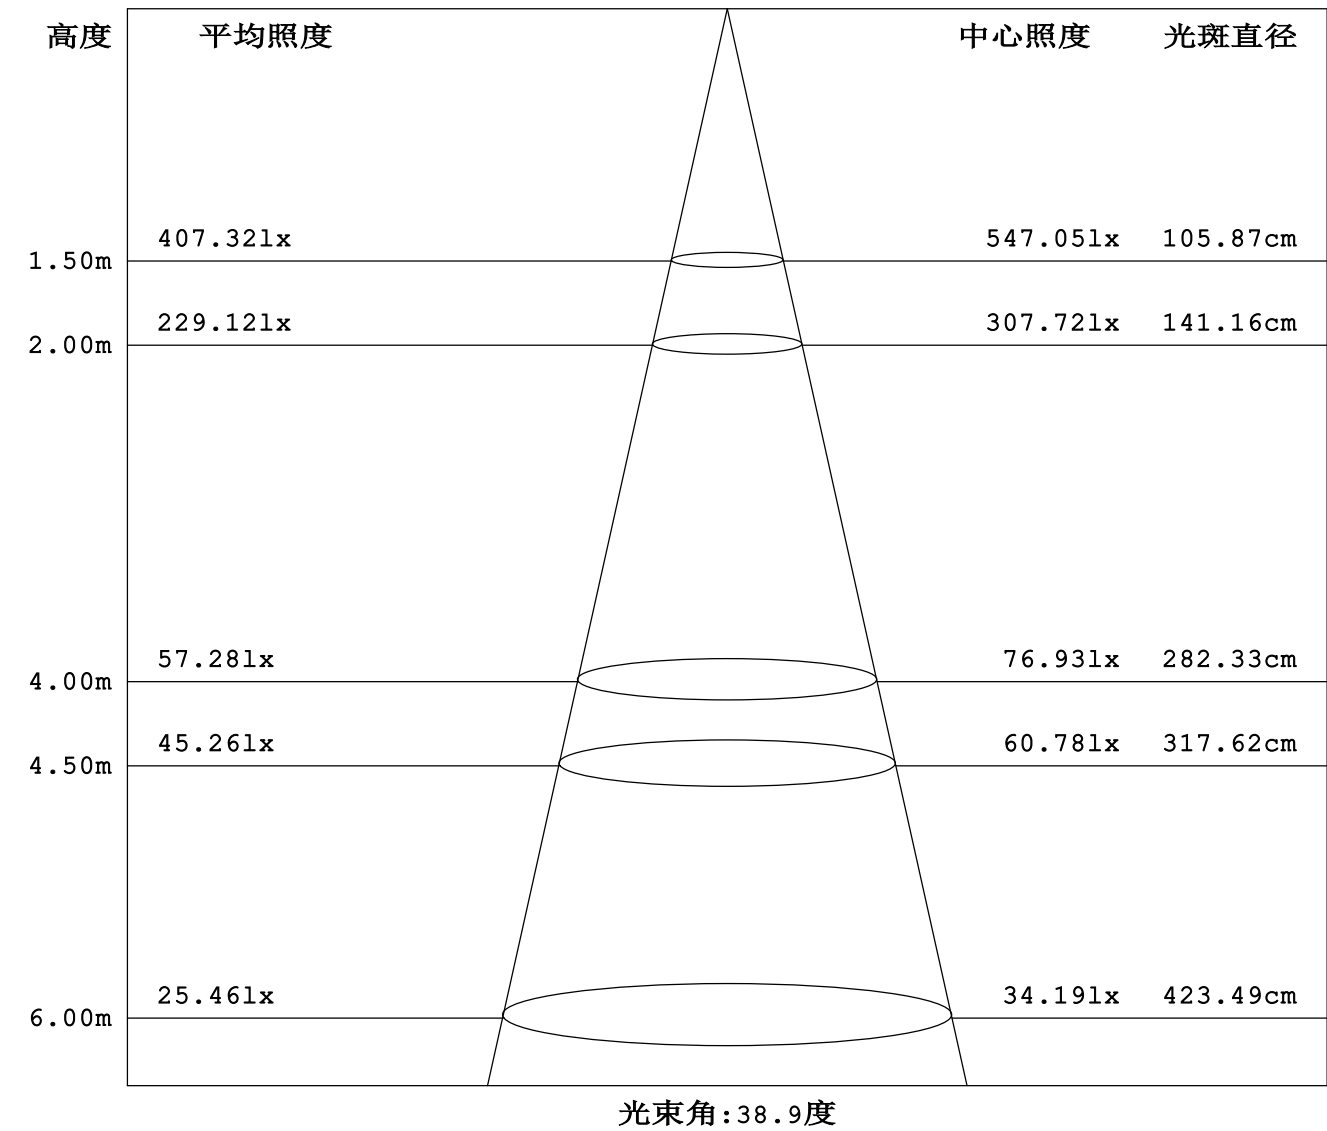 高度 平均照度 中心照度 光斑直径
407.32lx 547.05lx 105.87cm
1.50m
229.12lx 307.72lx 141.16cm
2.00m
57.28lx 76.93lx 282.33cm
4.00m
45.26lx 60.78lx 317.62cm
4.50m
25.46lx 34.19lx 423.49cm
6.00m
光束角:38.9度